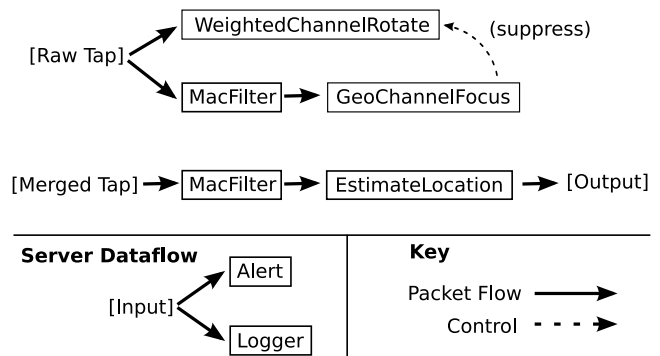 WeightedChannelRotate
(suppress)
[Raw Tap]
MacFilter
GeoChannelFocus
[Merged Tap]
MacFilter
EstimateLocation
[Output]
Server Dataflow
Alert
[Input]
Logger
Key
Packet Flow
Control